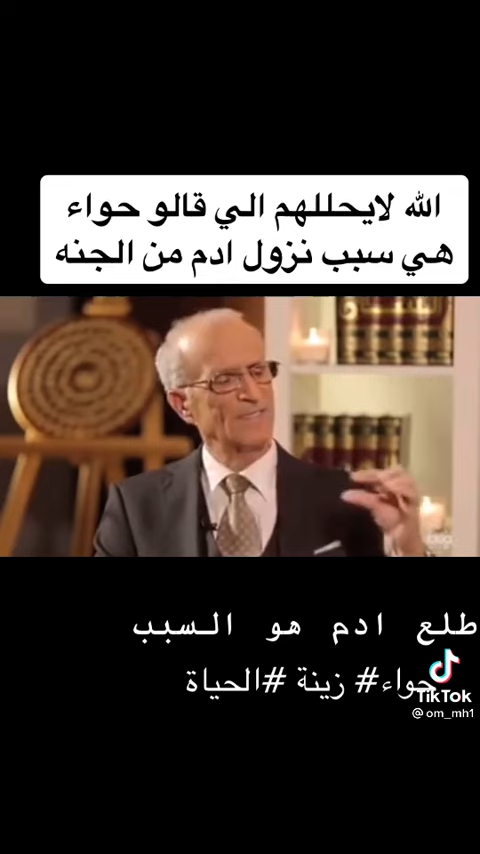 الله لايحللهم الي قالو حواء
هي سبب نزول ادم من الجنه
طلع ادم هو السبب
حواء# زينة #الحياة
TikTok
@om_mh1